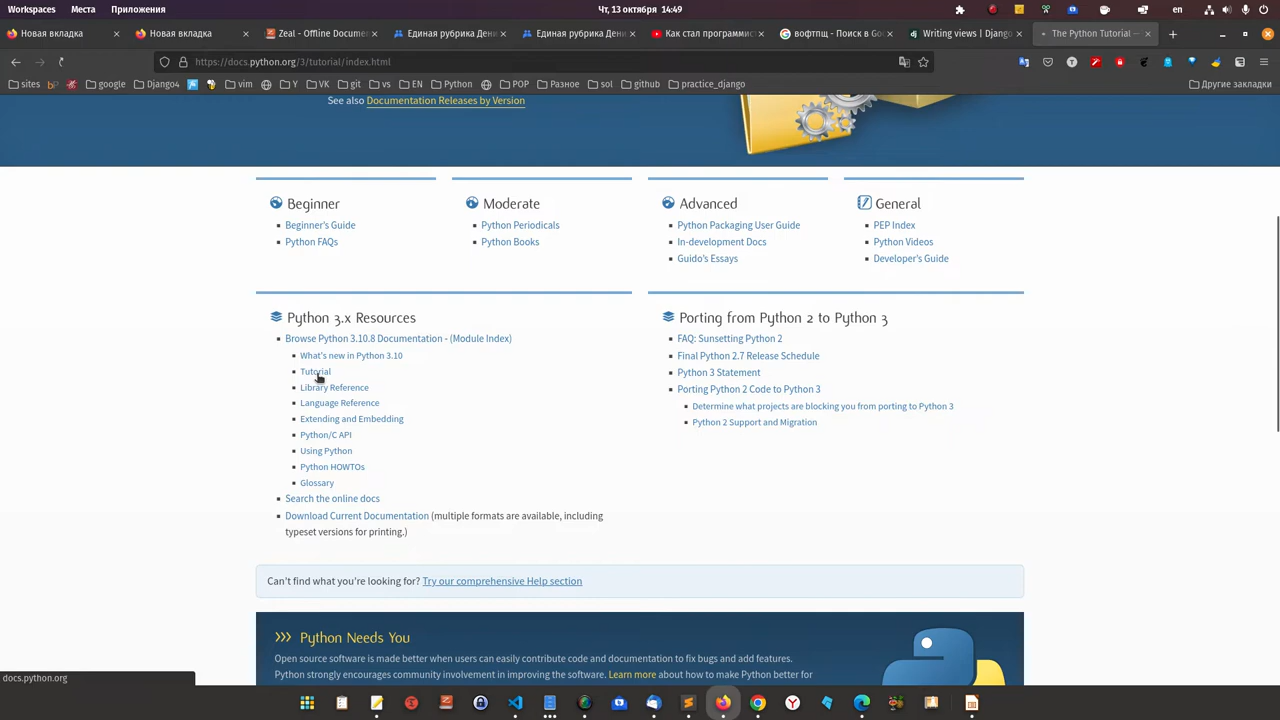 Workspaces Места Приложения Чт, 13 октября 14:49 en
Новая вкладка Новая вкладка Zeal - Offline Documen Единая рубрика Дени Единая рубрика Дени Как стал программист вофтпщ - Поиск в Goo Writing views | Django The Python Tutorial —
https://docs.python.org/3/tutorial/index.html
sites bP google Django4 vim Y VK git vs EN Python POP Разное sol github practice_django Другие закладки
See also Documentation Releases by Version
Beginner
Beginner's Guide
Python FAQs
Moderate
Python Periodicals
Python Books
Advanced
Python Packaging User Guide
In-development Docs
Guido's Essays
General
PEP Index
Python Videos
Developer's Guide
Python 3.x Resources
Browse Python 3.10.8 Documentation - (Module Index)
What's new in Python 3.10
Tutorial
Library Reference
Language Reference
Extending and Embedding
Python/C API
Using Python
Python HOWTOs
Glossary
Search the online docs
Download Current Documentation (multiple formats are available, including
typeset versions for printing.)
Porting from Python 2 to Python 3
FAQ: Sunsetting Python 2
Final Python 2.7 Release Schedule
Python 3 Statement
Porting Python 2 Code to Python 3
Determine what projects are blocking you from porting to Python 3
Python 2 Support and Migration
Can't find what you're looking for? Try our comprehensive Help section
>>> Python Needs You
Open source software is made better when users can easily contribute code and documentation to fix bugs and add features.
Python strongly encourages community involvement in improving the software. Learn more about how to make Python better for
docs.python.org